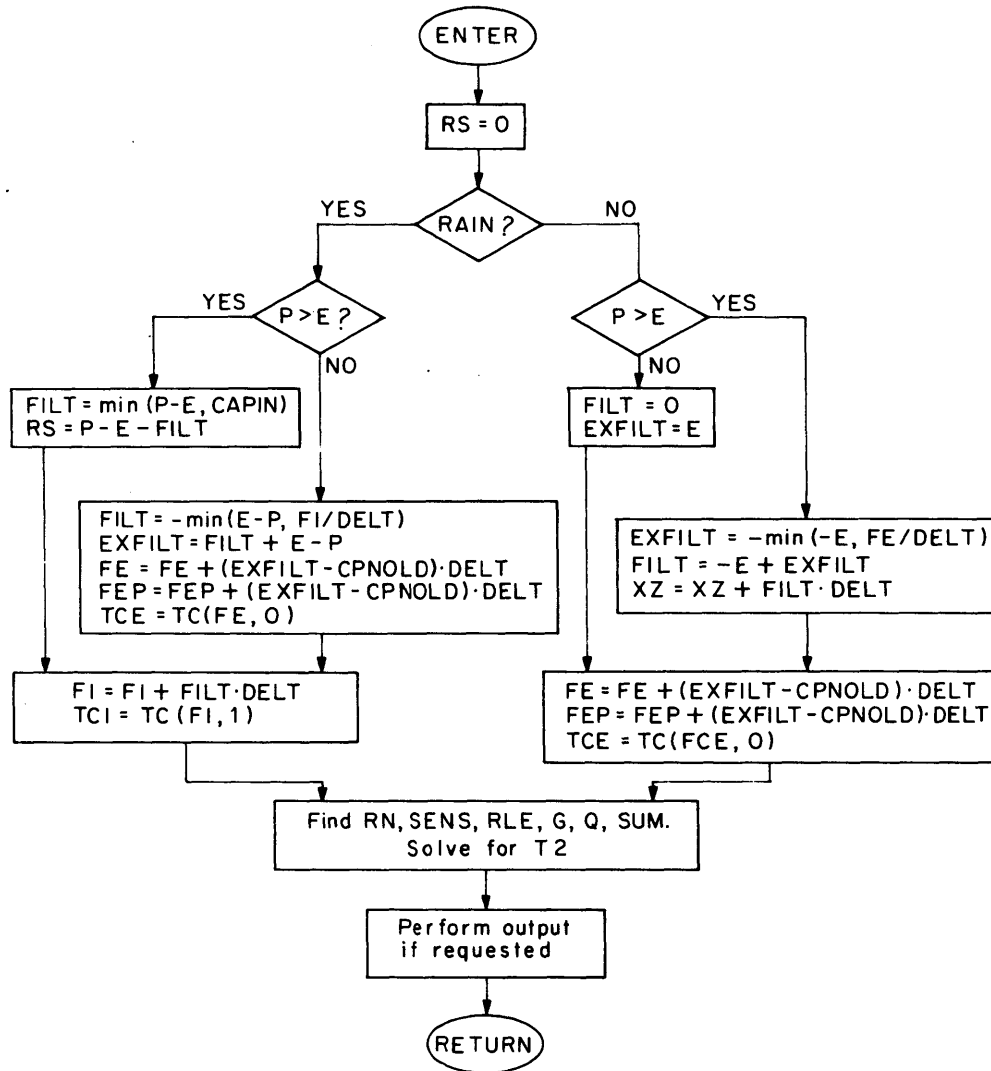 ENTER
RS = 0
RAIN?
YES
NO
P > E ?
YES
NO
P > E
YES
NO
FILT = min (P-E, CAPIN)
RS = P - E - FILT
FILT = 0
EXFILT = E
FILT = -min (E-P, FI/DELT)
EXFILT = FILT + E-P
FE = FE + (EXFILT-CPNOLD)·DELT
FEP = FEP + (EXFILT-CPNOLD)·DELT
TCE = TC(FE, 0)
EXFILT = -min (-E, FE/DELT)
FILT = -E + EXFILT
XZ = XZ + FILT·DELT
FI = FI + FILT·DELT
TCI = TC (FI, 1)
FE = FE + (EXFILT-CPNOLD)·DELT
FEP = FEP + (EXFILT-CPNOLD)·DELT
TCE = TC(FCE, 0)
Find RN, SENS, RLE, G, Q, SUM.
Solve for T2
Perform output
if requested
RETURN